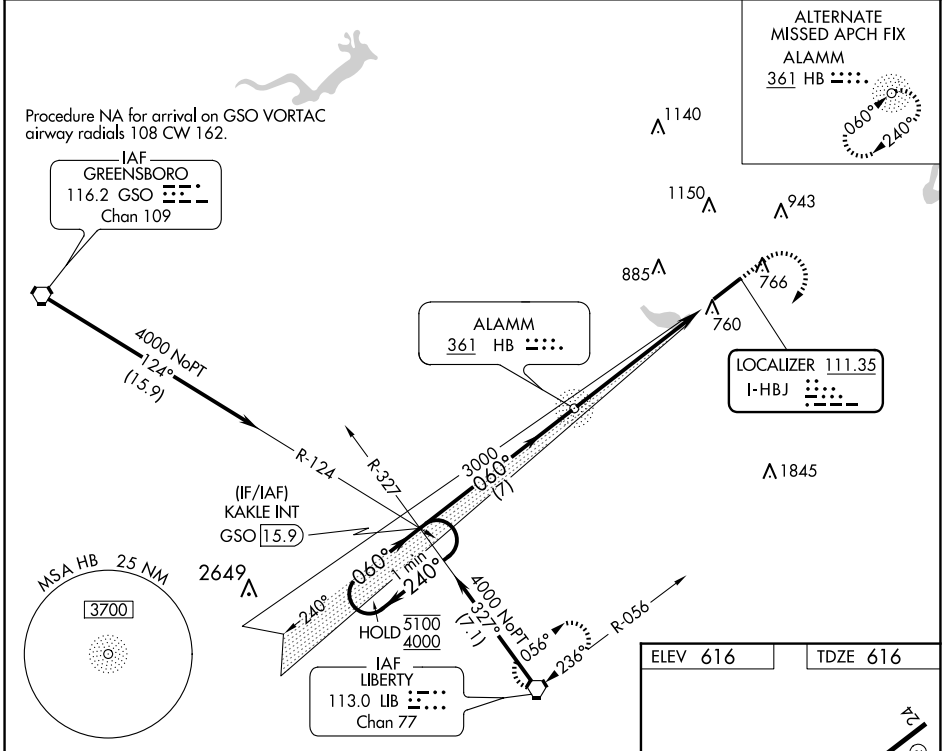 ALTERNATE
MISSED APCH FIX
ALAMM
361 HB
060°
240°
Procedure NA for arrival on GSO VORTAC
airway radials 108 CW 162.
IAF
GREENSBORO
116.2 GSO
Chan 109
1140
1150
943
885
766
760
4000 NoPT
124°
(15.9)
ALAMM
361 HB
LOCALIZER 111.35
I-HBJ
R-124
R-327
3000
060°
(7)
1845
(IF/IAF)
KAKLE INT
GSO 15.9
MSA HB 25 NM
3700
2649
060°
1 min
240°
240°
HOLD 5100
4000
4000 NoPT
327°
(7.1)
056°
236°
R-056
IAF
LIBERTY
113.0 LIB
Chan 77
ELEV 616
TDZE 616
24